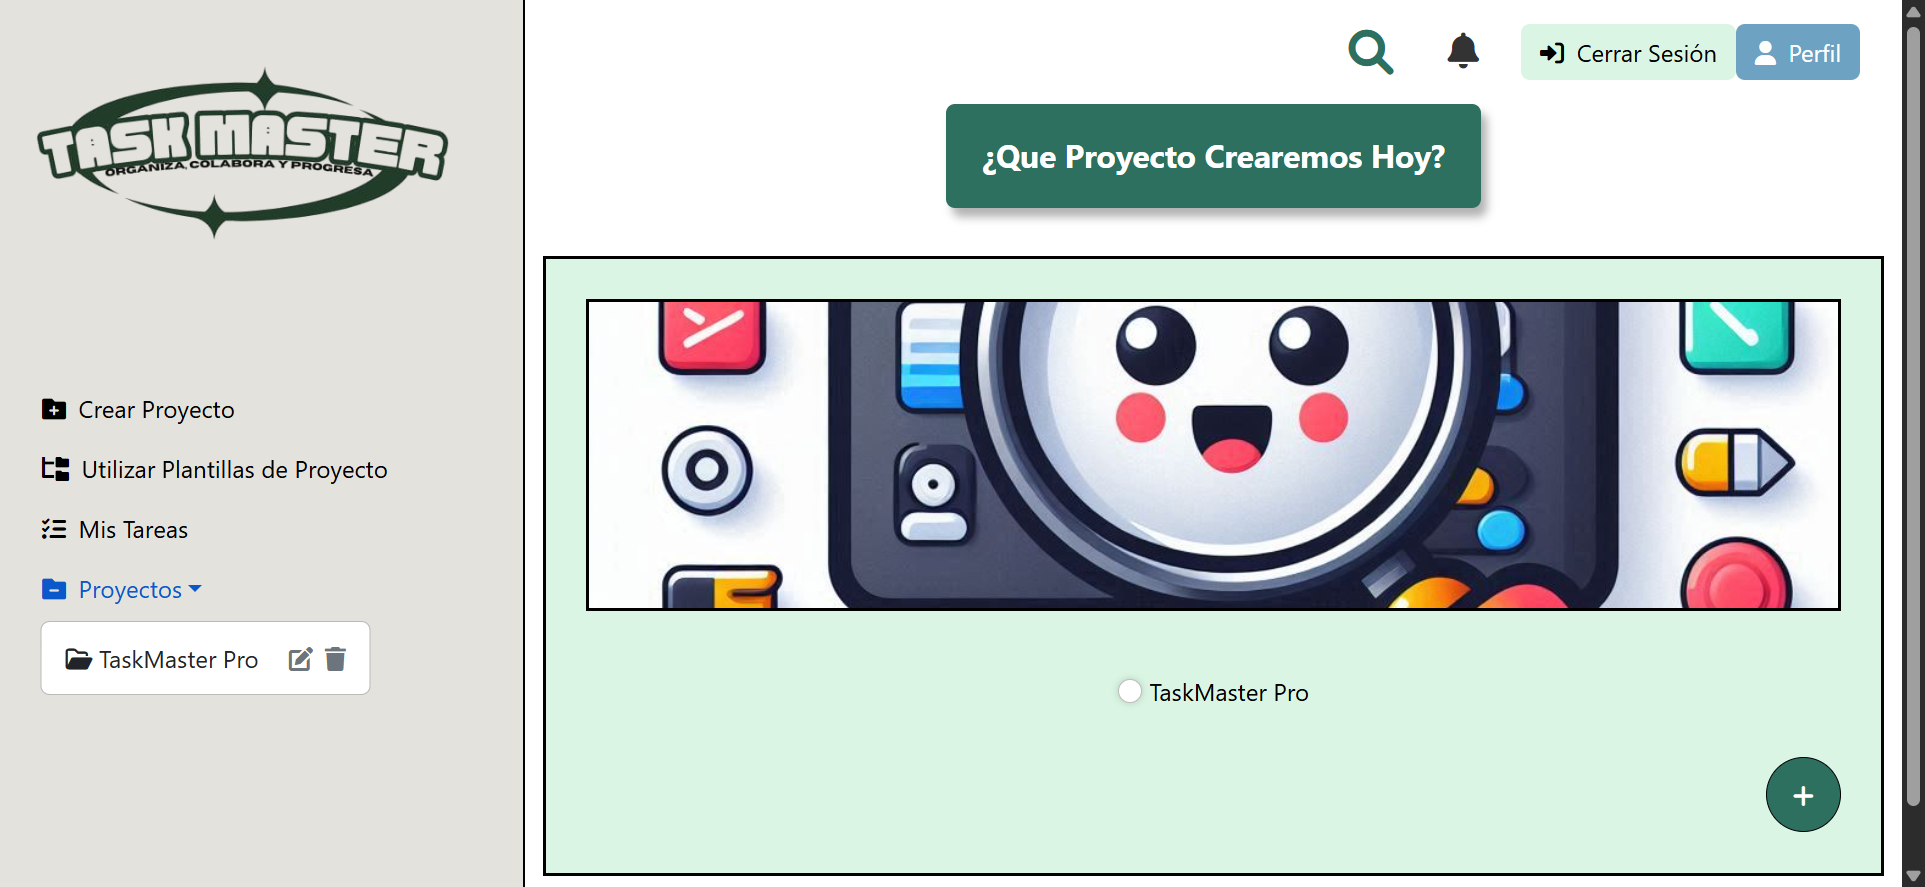 TASK MASTER
ORGANIZA, COLABORA Y PROGRESA
Crear Proyecto
Utilizar Plantillas de Proyecto
Mis Tareas
Proyectos
TaskMaster Pro
Cerrar Sesión
Perfil
¿Que Proyecto Crearemos Hoy?
TaskMaster Pro
+